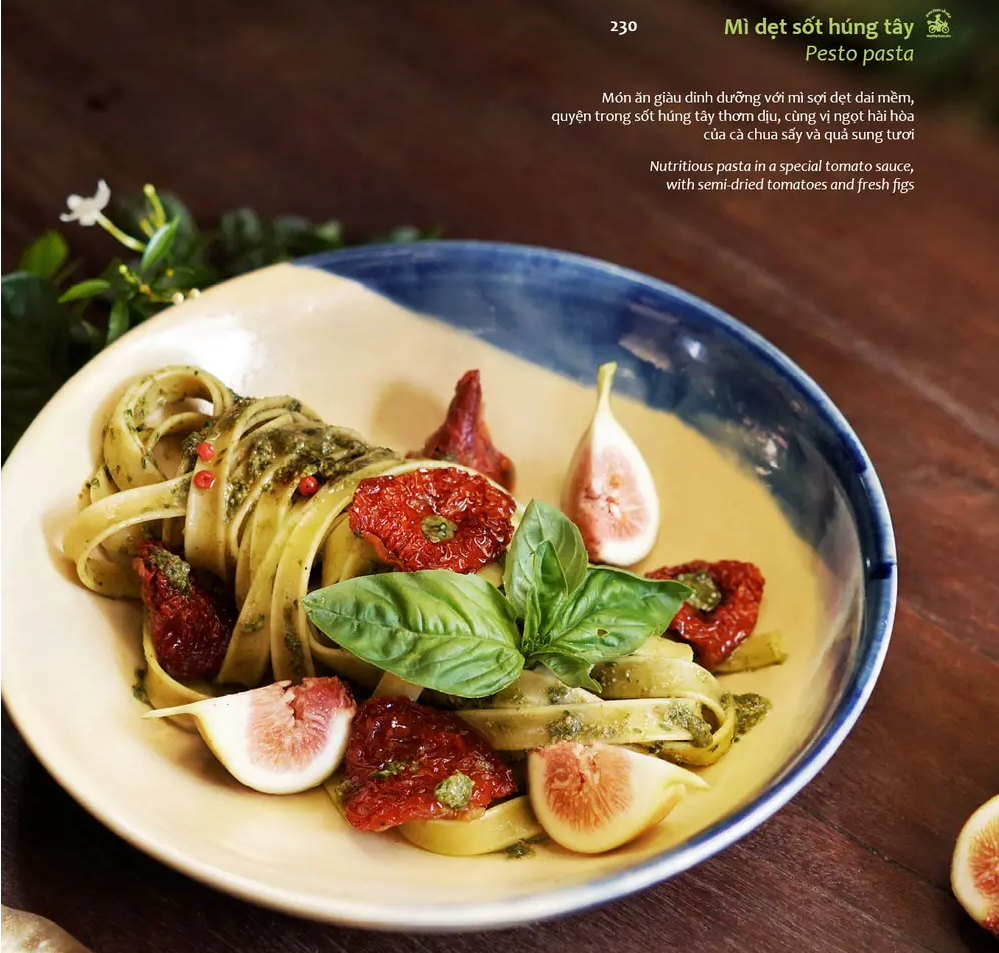 230
Mì dẹt sốt húng tây
Pesto pasta
Món ăn giàu dinh dưỡng với mì sợi dẹt dai mềm,
quyện trong sốt húng tây thơm dịu, cùng vị ngọt hài hòa
của cà chua sấy và quả sung tươi
Nutritious pasta in a special tomato sauce,
with semi-dried tomatoes and fresh figs